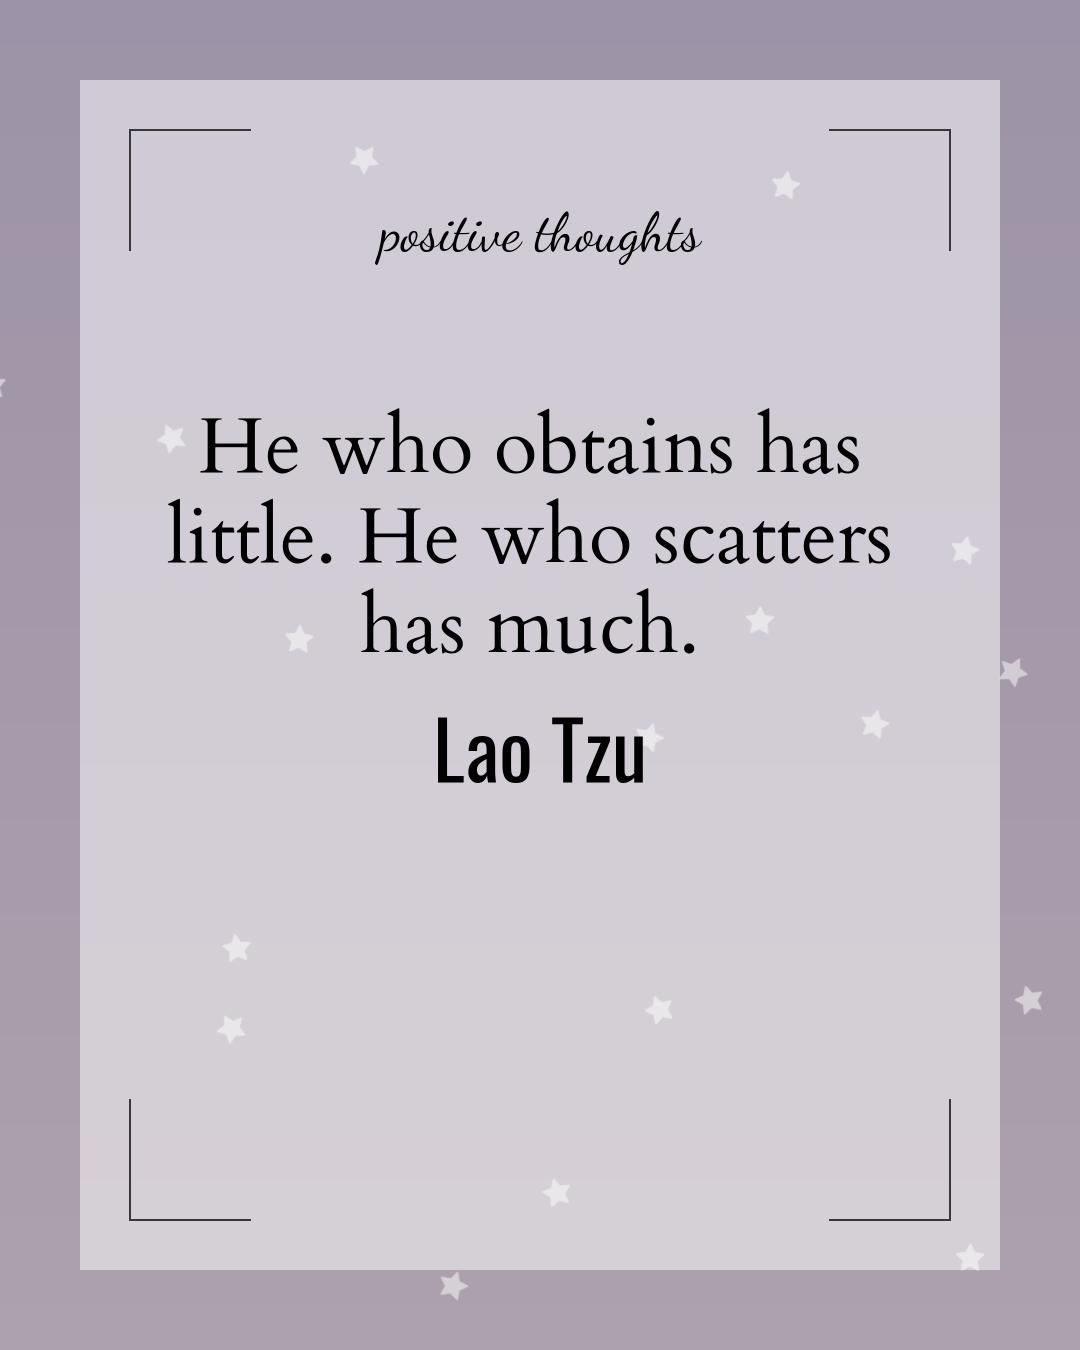 positive thoughts
He who obtains has
little. He who scatters
has much.
Lao Tzu